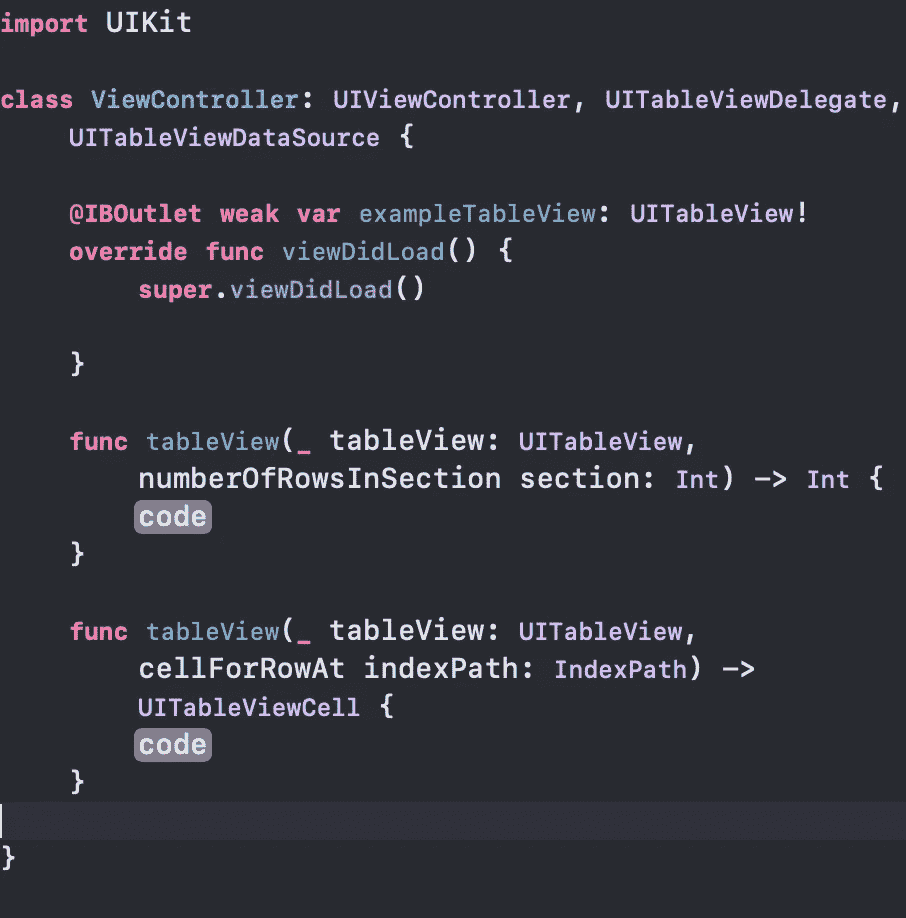 import UIKit
class ViewController: UIViewController, UITableViewDelegate,
UITableViewDataSource {
@IBOutlet weak var exampleTableView: UITableView!
override func viewDidLoad() {
super.viewDidLoad()
}
func tableView(_ tableView: UITableView,
numberOfRowsInSection section: Int) -> Int {
code
}
func tableView(_ tableView: UITableView,
cellForRowAt indexPath: IndexPath) ->
UITableViewCell {
code
}
}